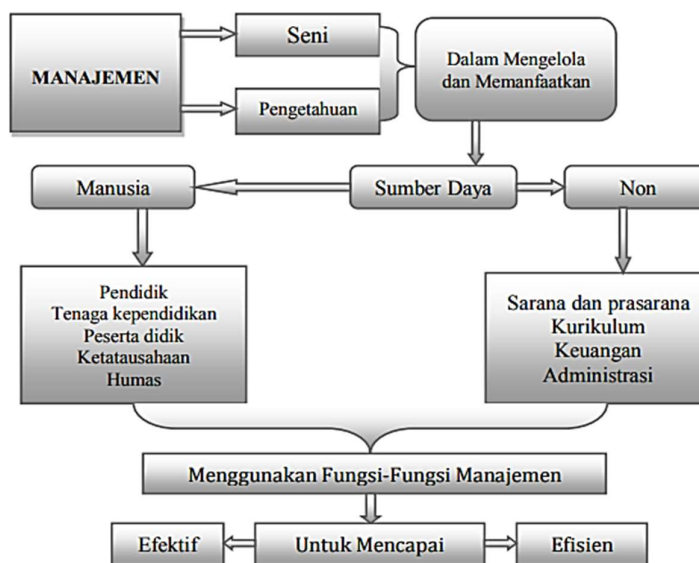 MANAJEMEN
Seni
Pengetahuan
Dalam Mengelola
dan Memanfaatkan
Manusia
Sumber Daya
Non
Pendidik
Tenaga kependidikan
Peserta didik
Ketatausahaan
Humas
Sarana dan prasarana
Kurikulum
Keuangan
Administrasi
Menggunakan Fungsi-Fungsi Manajemen
Efektif
Untuk Mencapai
Efisien